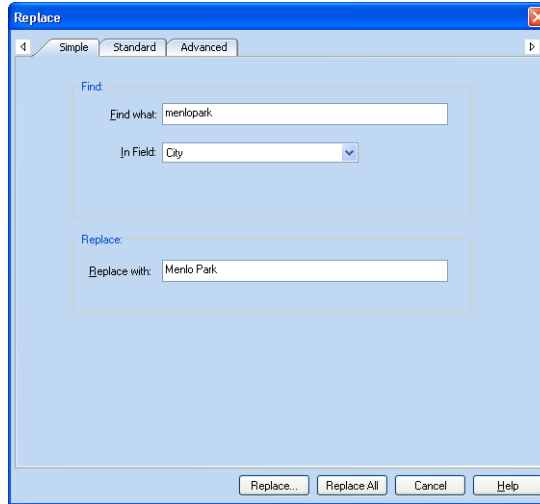 Replace
Simple Standard Advanced
Find:
Find what: menlopark
In Field: City
Replace:
Replace with: Menlo Park
Replace... Replace All Cancel Help